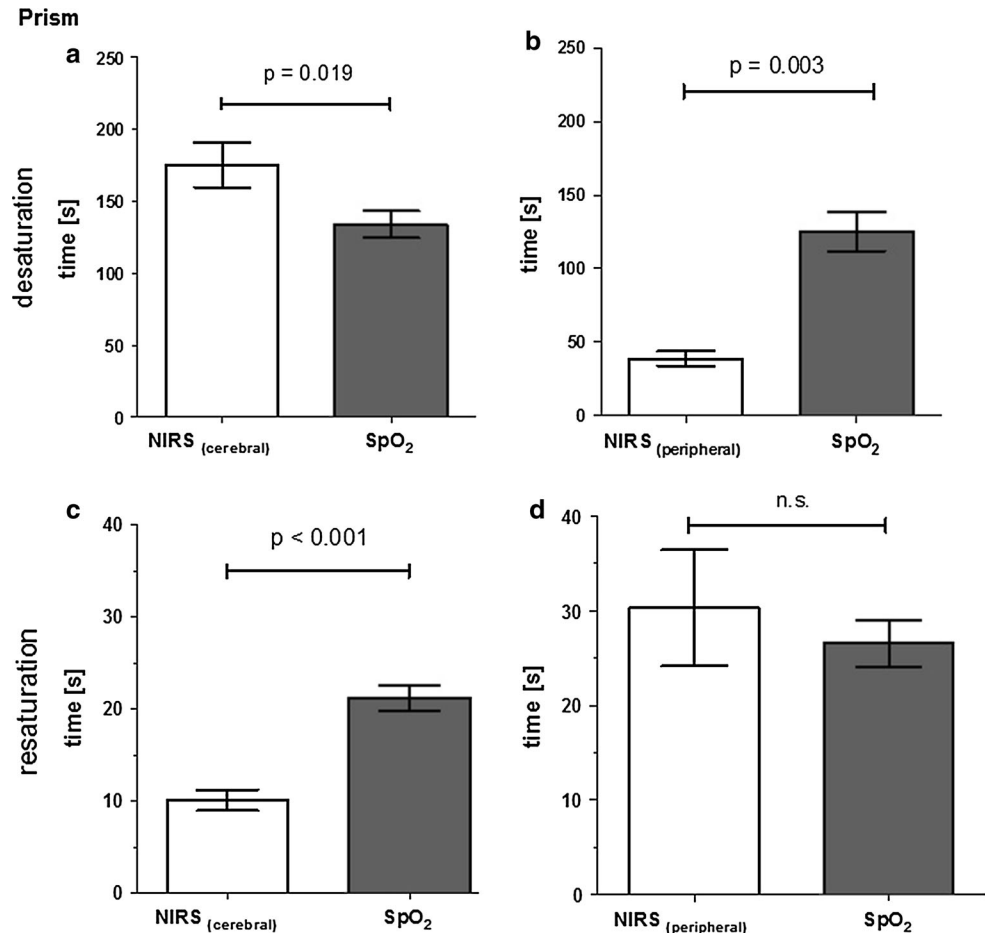 Prism
a
p = 0.019
250
200
150
100
50
0
desaturation
time [s]
NIRS (cerebral)
SpO₂
b
p = 0.003
250
200
150
100
50
0
time [s]
NIRS (peripheral)
SpO₂
c
p < 0.001
40
30
20
10
0
resaturation
time [s]
NIRS (cerebral)
SpO₂
d
n.s.
40
30
20
10
0
time [s]
NIRS (peripheral)
SpO₂